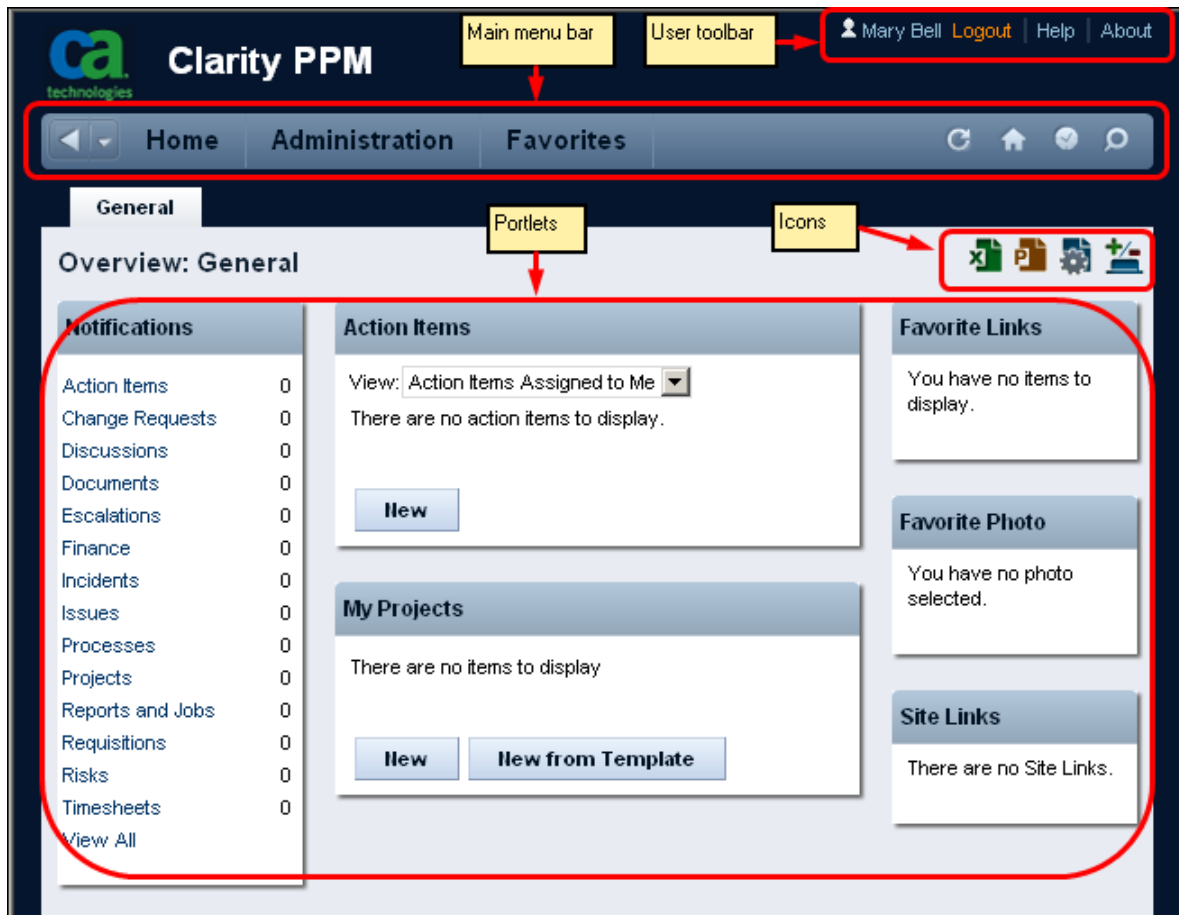 Main menu bar
User toolbar
Mary Bell Logout | Help | About
ca.
technologies
Clarity PPM
Home Administration Favorites
General
Portlets
Icons
Overview: General
Notifications
Action Items 0
Change Requests 0
Discussions 0
Documents 0
Escalations 0
Finance 0
Incidents 0
Issues 0
Processes 0
Projects 0
Reports and Jobs 0
Requisitions 0
Risks 0
Timesheets 0
View All
Action Items
View: Action Items Assigned to Me
There are no action items to display.
New
My Projects
There are no items to display
New New from Template
Favorite Links
You have no items to
display.
Favorite Photo
You have no photo
selected.
Site Links
There are no Site Links.